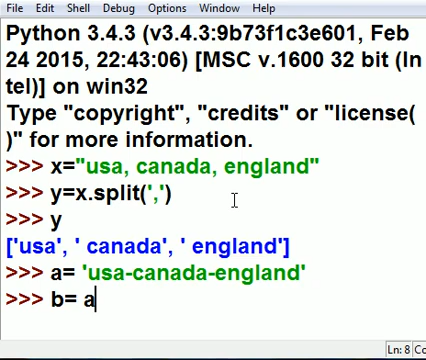 File Edit Shell Debug Options Window Help
Python 3.4.3 (v3.4.3:9b73f1c3e601, Feb
24 2015, 22:43:06) [MSC v.1600 32 bit (In
tel)] on win32
Type "copyright", "credits" or "license(
)" for more information.
>>> x="usa, canada, england"
>>> y=x.split(',')
>>> y
['usa', ' canada', ' england']
>>> a= 'usa-canada-england'
>>> b= a
Ln: 8 Co